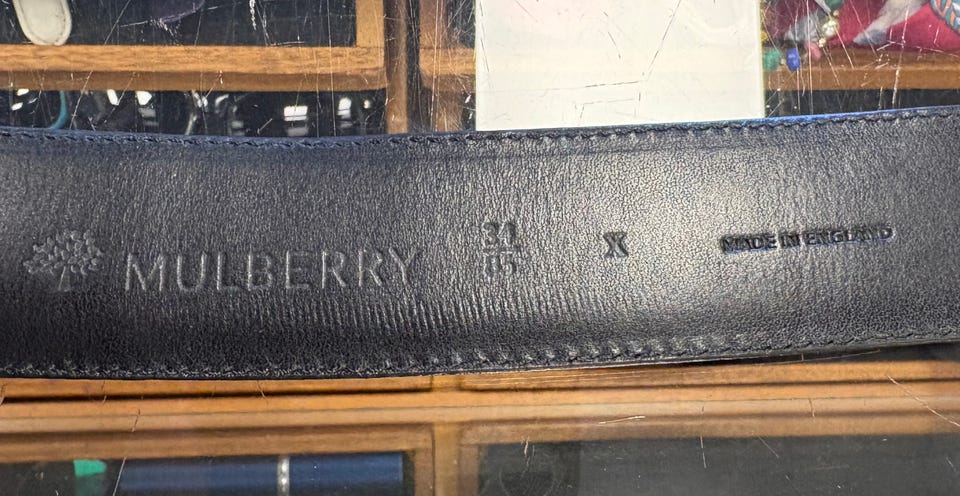 MULBERRY
34
85
X
MADE IN ENGLAND